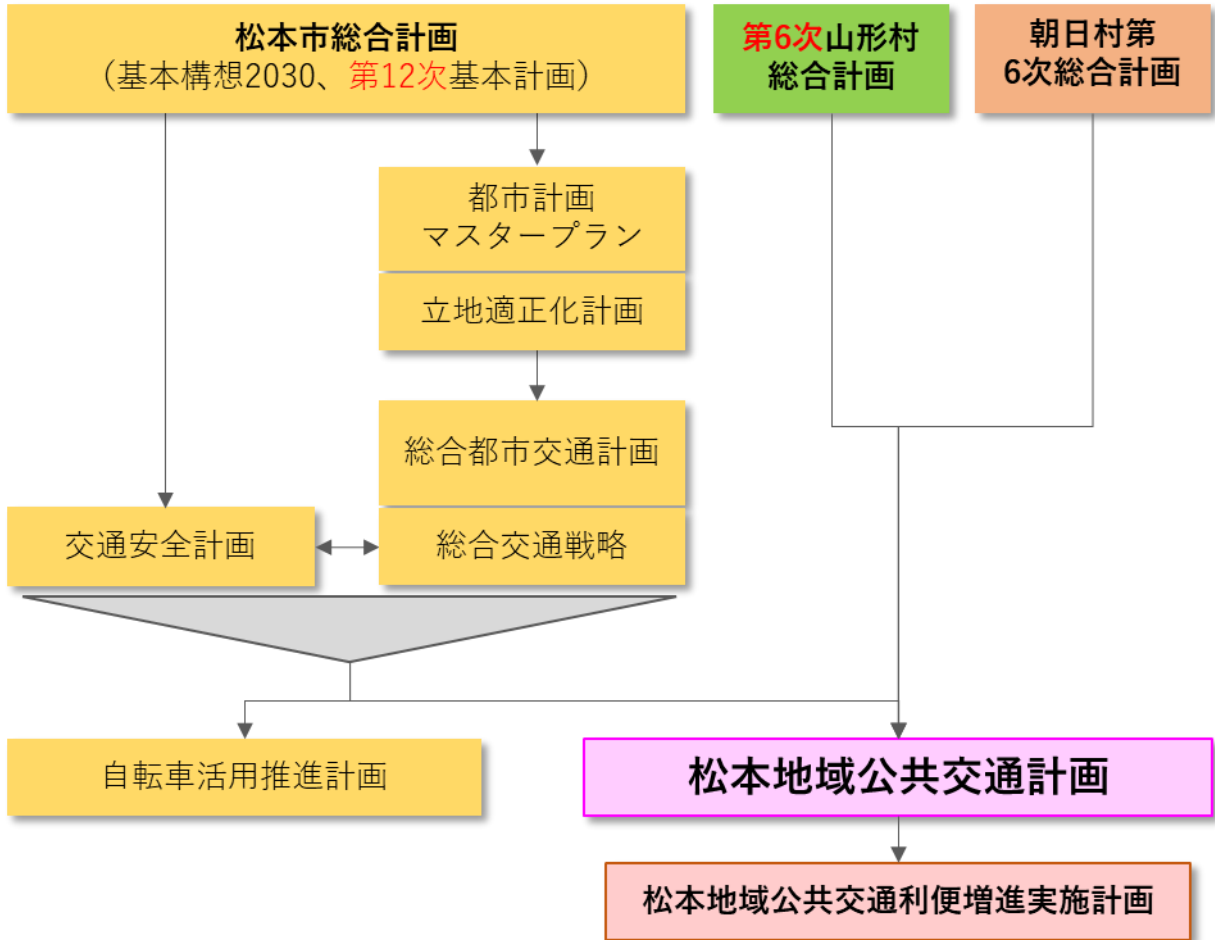 松本市総合計画
（基本構想2030、第12次基本計画）
第6次山形村
総合計画
朝日村第
6次総合計画
都市計画
マスタープラン
立地適正化計画
総合都市交通計画
交通安全計画
総合交通戦略
自転車活用推進計画
松本地域公共交通計画
松本地域公共交通利便増進実施計画